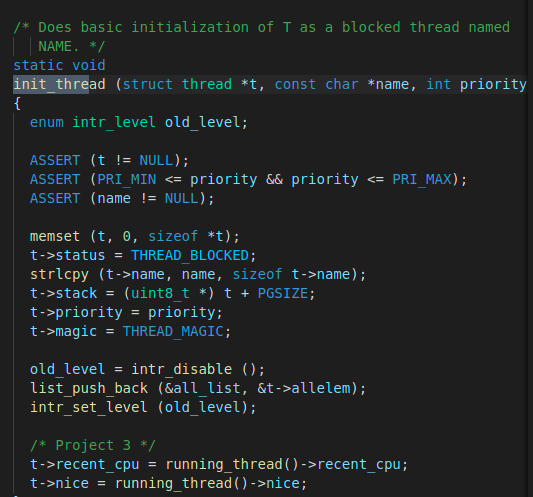 /* Does basic initialization of T as a blocked thread named
NAME. */
static void
init_thread (struct thread *t, const char *name, int priority
{
enum intr_level old_level;
ASSERT (t != NULL);
ASSERT (PRI_MIN <= priority && priority <= PRI_MAX);
ASSERT (name != NULL);
memset (t, 0, sizeof *t);
t->status = THREAD_BLOCKED;
strlcpy (t->name, name, sizeof t->name);
t->stack = (uint8_t *) t + PGSIZE;
t->priority = priority;
t->magic = THREAD_MAGIC;
old_level = intr_disable ();
list_push_back (&all_list, &t->allelem);
intr_set_level (old_level);
/* Project 3 */
t->recent_cpu = running_thread()->recent_cpu;
t->nice = running_thread()->nice;